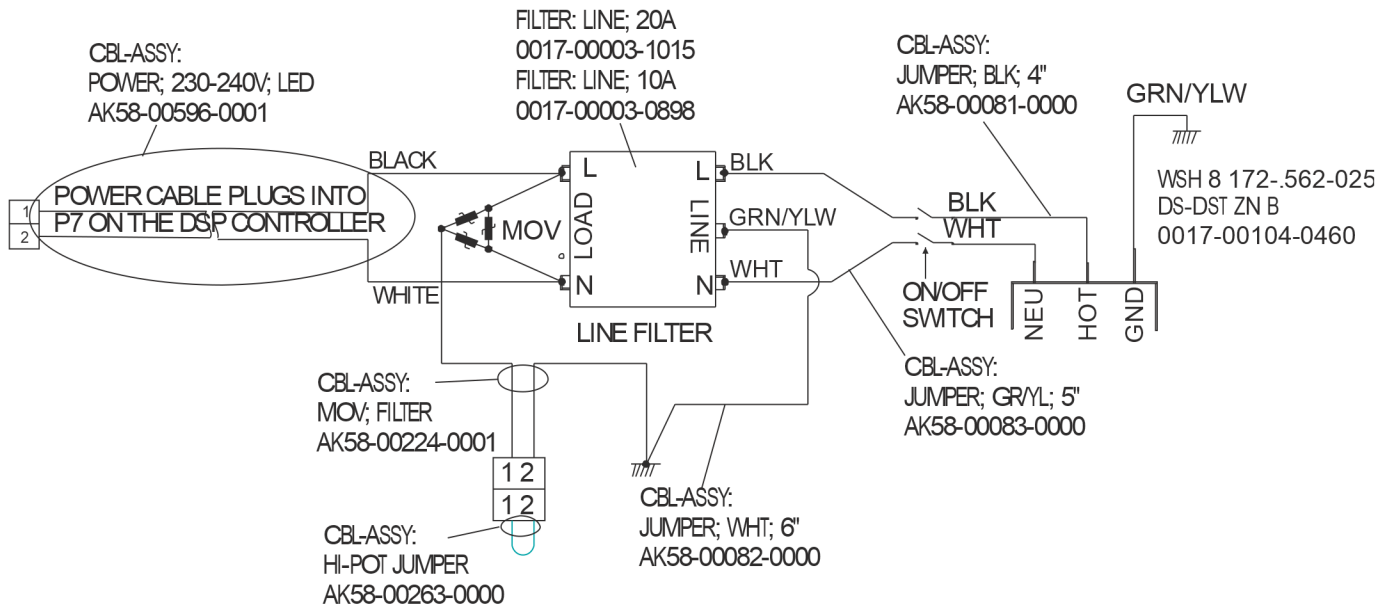 CBL-ASSY:
POWER; 230-240V; LED
AK58-00596-0001
FILTER: LINE; 20A
0017-00003-1015
FILTER: LINE; 10A
0017-00003-0898
CBL-ASSY:
JUMPER; BLK; 4"
AK58-00081-0000
GRN/YLW
WSH 8 172-.562-025
DS-DST ZN B
0017-00104-0460
BLACK
POWER CABLE PLUGS INTO
P7 ON THE DSP CONTROLLER
1
2
WHITE
MOV
L
LOAD
N
L
LINE
N
LINE FILTER
BLK
GRN/YLW
WHT
BLK
WHT
ON/OFF
SWITCH
NEU
HOT
GND
CBL-ASSY:
MOV; FILTER
AK58-00224-0001
1 2
1 2
CBL-ASSY:
HI-POT JUMPER
AK58-00263-0000
CBL-ASSY:
JUMPER; WHT; 6"
AK58-00082-0000
CBL-ASSY:
JUMPER; GR/YL; 5"
AK58-00083-0000